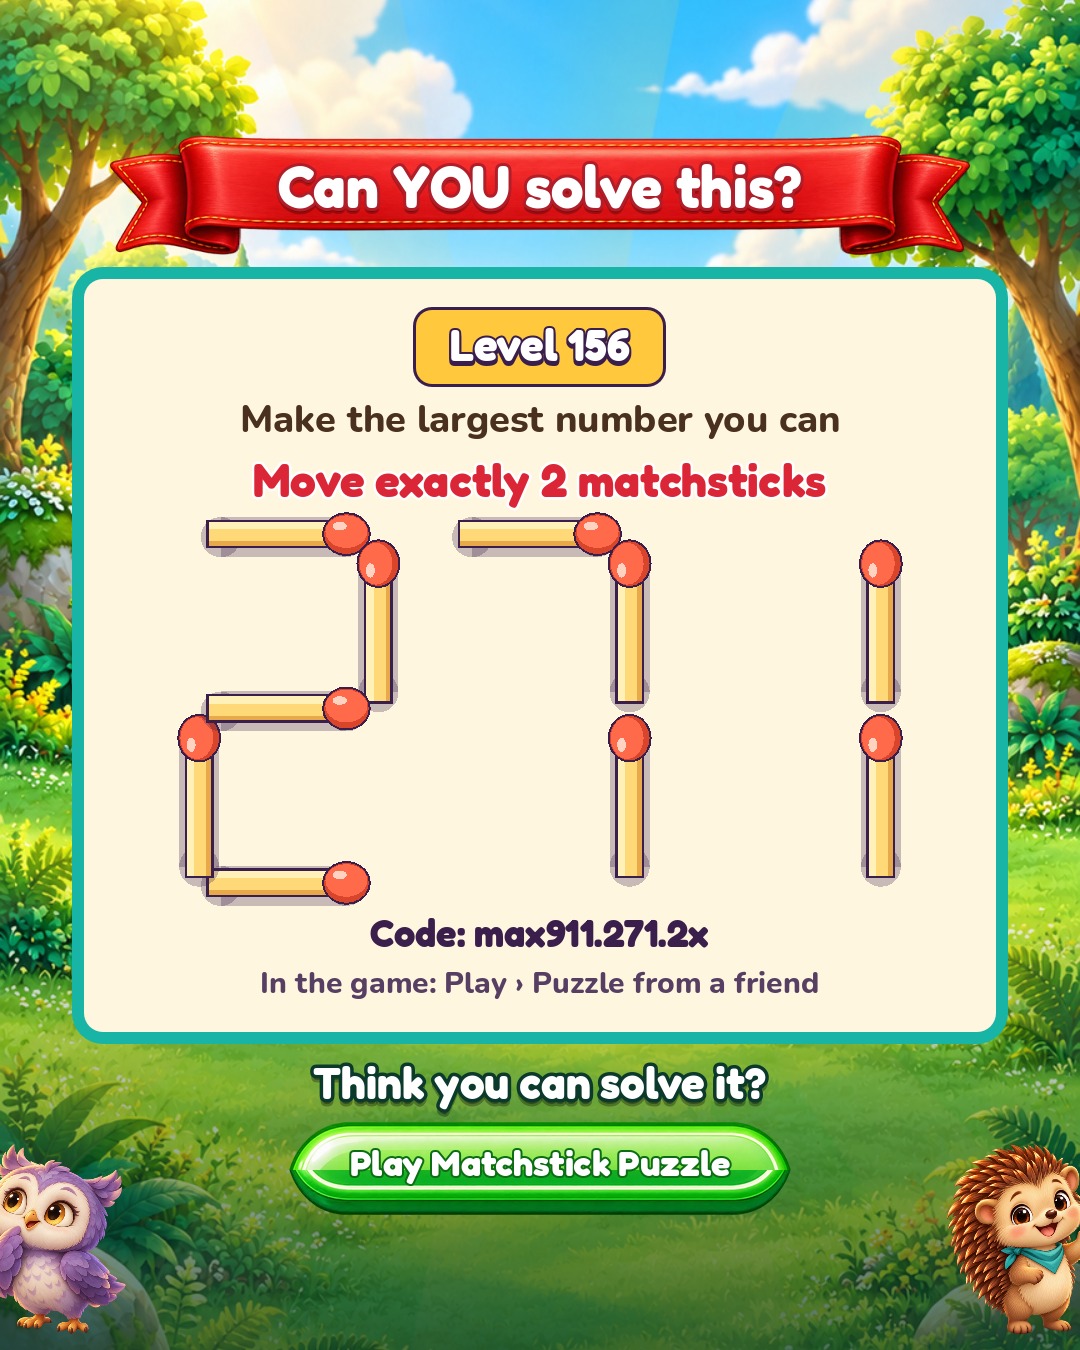 Can YOU solve this?
Level 156
Make the largest number you can
Move exactly 2 matchsticks
271
Code: max911.271.2x
In the game: Play › Puzzle from a friend
Think you can solve it?
Play Matchstick Puzzle